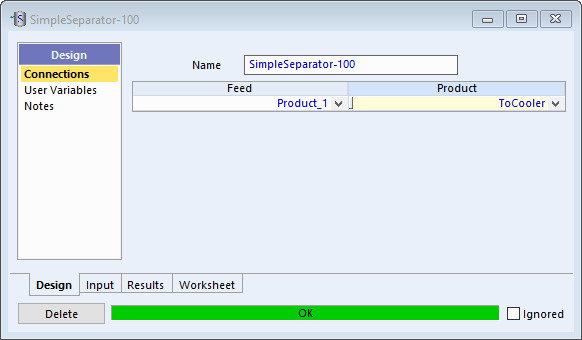 SimpleSeparator-100
Design
Connections
User Variables
Notes
Name SimpleSeparator-100
Feed Product
Product_1 ToCooler
Design Input Results Worksheet
Delete OK Ignored